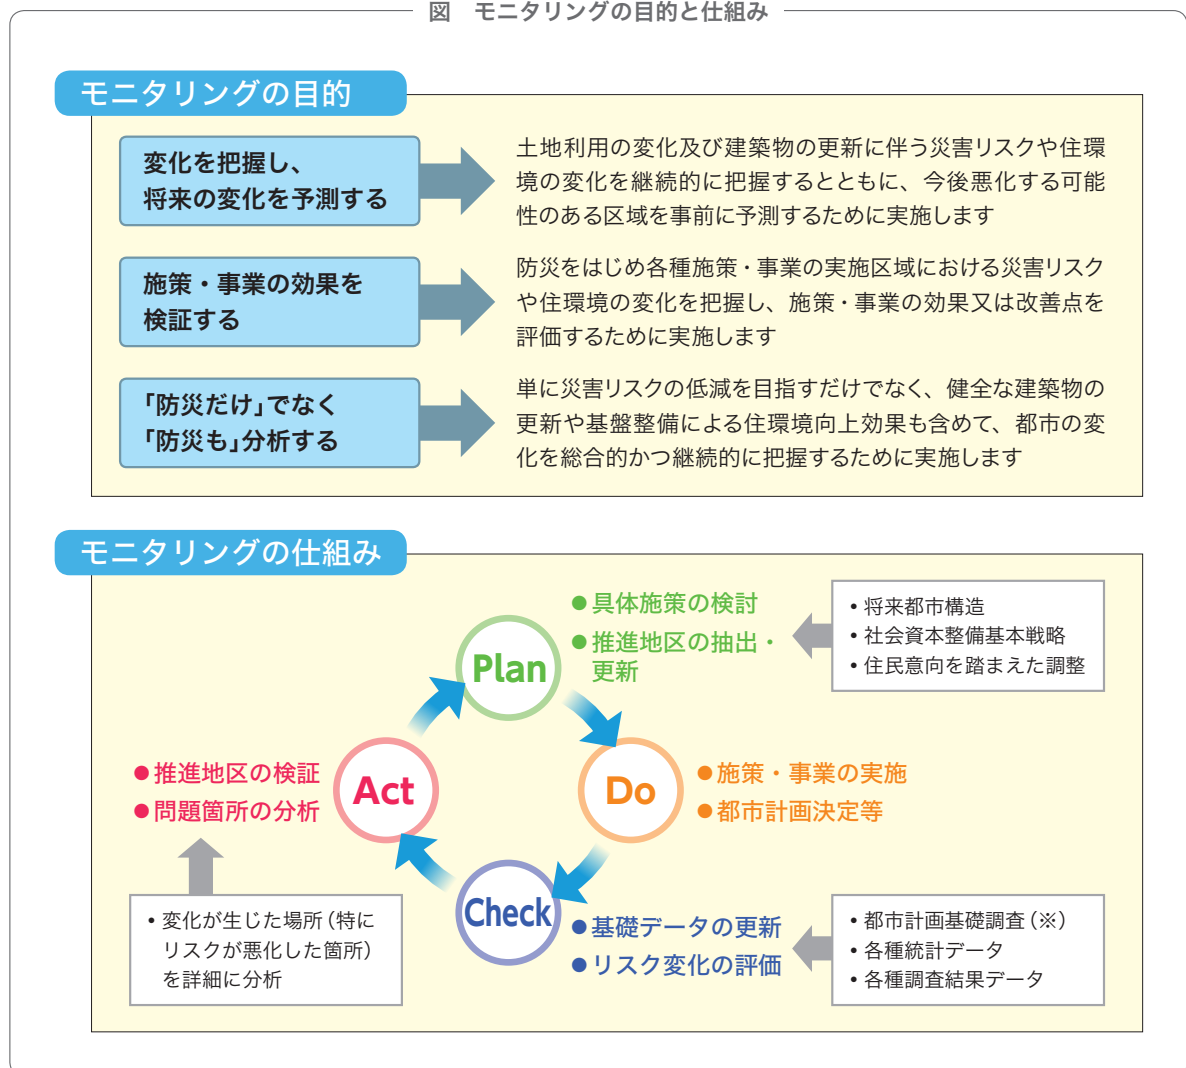 図　モニタリングの目的と仕組み
モニタリングの目的
変化を把握し、
将来の変化を予測する
土地利用の変化及び建築物の更新に伴う災害リスクや住環
境の変化を継続的に把握するとともに、今後悪化する可能
性のある区域を事前に予測するために実施します
施策・事業の効果を
検証する
防災をはじめ各種施策・事業の実施区域における災害リスク
や住環境の変化を把握し、施策・事業の効果又は改善点を
評価するために実施します
「防災だけ」でなく
「防災も」分析する
単に災害リスクの低減を目指すだけでなく、健全な建築物の
更新や基盤整備による住環境向上効果も含めて、都市の変
化を総合的かつ継続的に把握するために実施します
モニタリングの仕組み
Plan
●具体施策の検討
●推進地区の抽出・
更新
・将来都市構造
・社会資本整備基本戦略
・住民意向を踏まえた調整
Do
●施策・事業の実施
●都市計画決定等
Check
●基礎データの更新
●リスク変化の評価
・都市計画基礎調査（※）
・各種統計データ
・各種調査結果データ
Act
●推進地区の検証
●問題箇所の分析
・変化が生じた場所（特に
リスクが悪化した箇所）
を詳細に分析